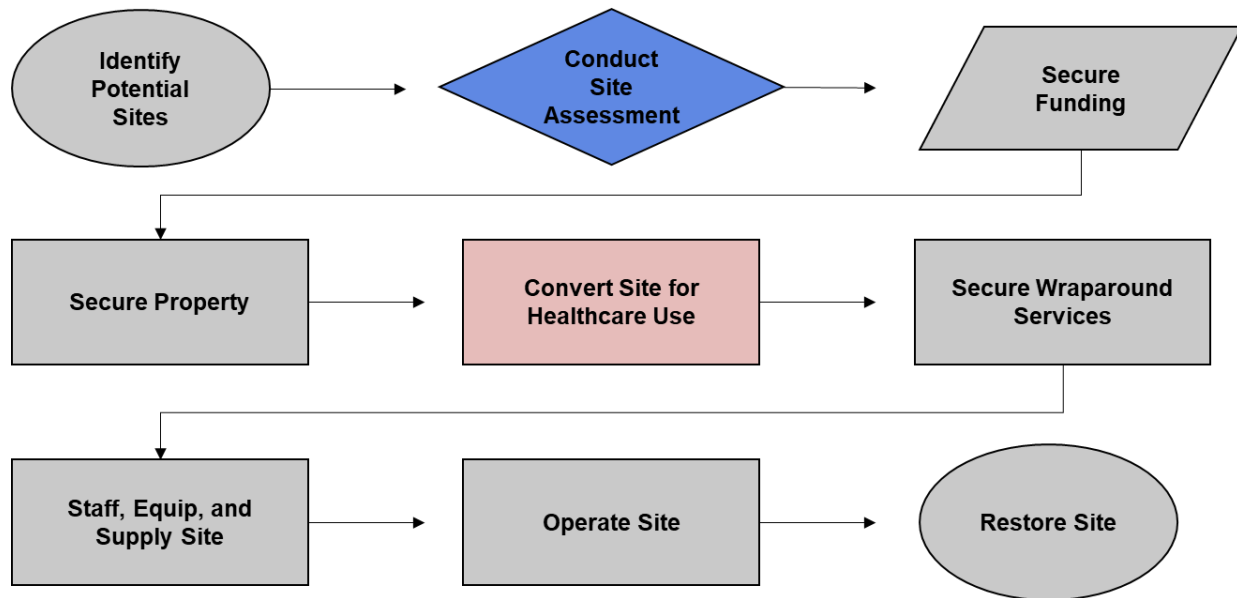 Identify
Potential
Sites
Conduct
Site
Assessment
Secure
Funding
Secure Property
Convert Site for
Healthcare Use
Secure Wraparound
Services
Staff, Equip, and
Supply Site
Operate Site
Restore Site